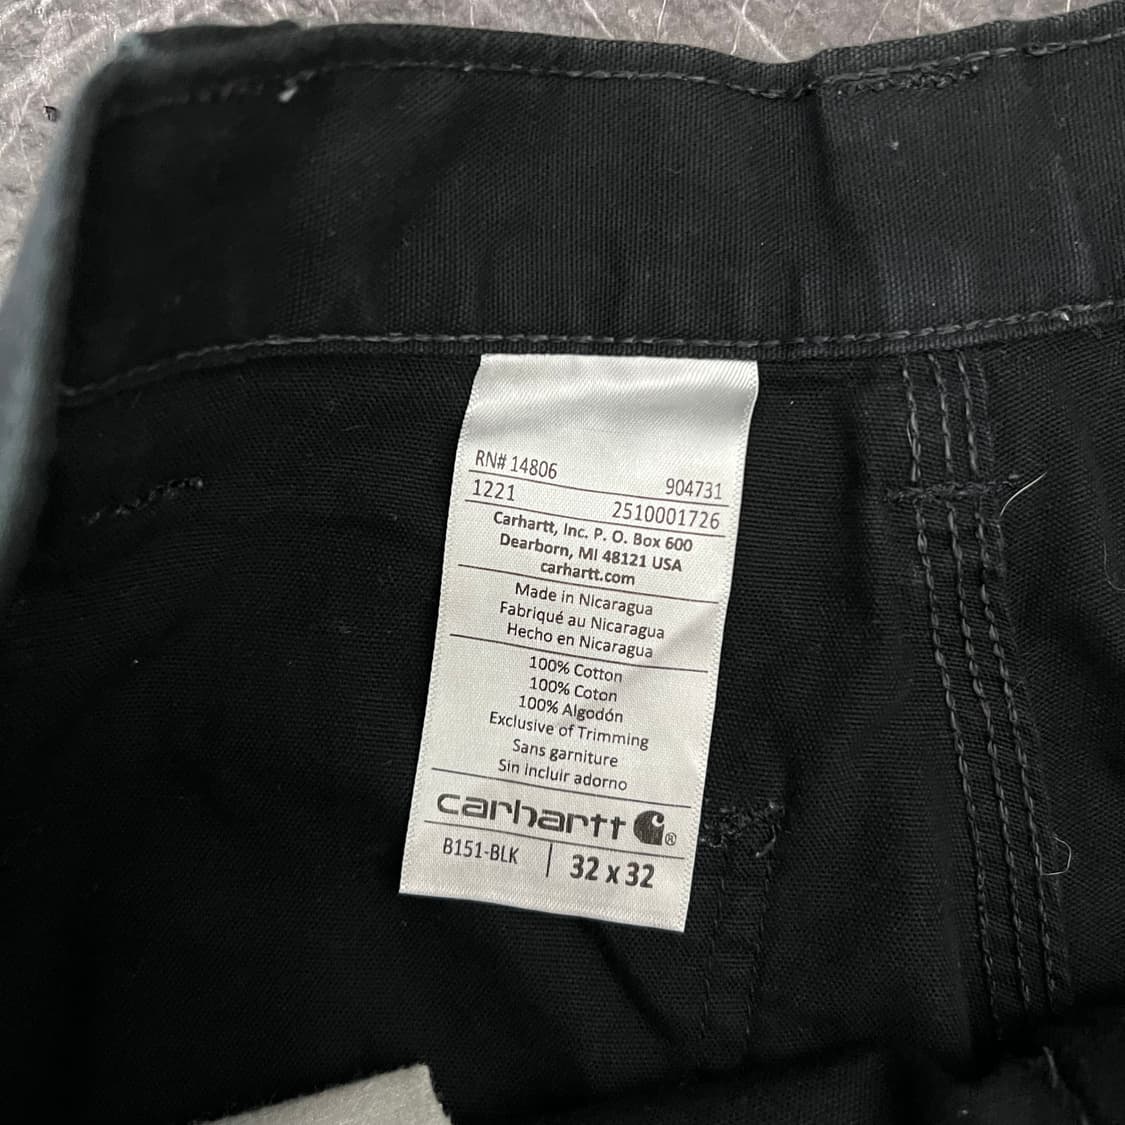 RN# 14806 904731
1221 2510001726
Carhartt, Inc. P. O. Box 600
Dearborn, MI 48121 USA
carhartt.com
Made in Nicaragua
Fabriqué au Nicaragua
Hecho en Nicaragua
100% Cotton
100% Coton
100% Algodón
Exclusive of Trimming
Sans garniture
Sin incluir adorno
carhartt ®
B151-BLK | 32 x 32